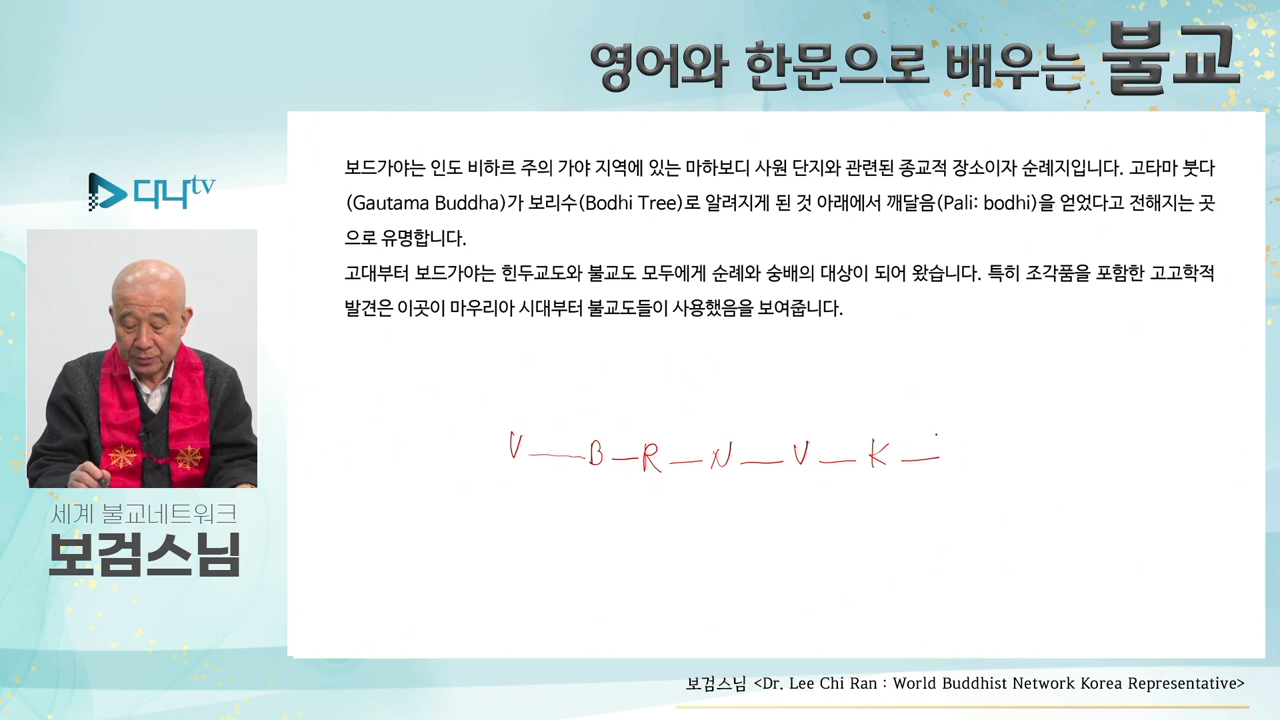 영어와 한문으로 배우는 불교
디나tv
보드가야는 인도 비하르 주의 가야 지역에 있는 마하보디 사원 단지와 관련된 종교적 장소이자 순례지입니다. 고타마 붓다
(Gautama Buddha)가 보리수(Bodhi Tree)로 알려지게 된 것 아래에서 깨달음(Pali: bodhi)을 얻었다고 전해지는 곳
으로 유명합니다.
고대부터 보드가야는 힌두교도와 불교도 모두에게 순례와 숭배의 대상이 되어 왔습니다. 특히 조각품을 포함한 고고학적
발견은 이곳이 마우리아 시대부터 불교도들이 사용했음을 보여줍니다.
V — B — R — N — V — K —
세계 불교네트워크
보검스님
보검스님 <Dr. Lee Chi Ran : World Buddhist Network Korea Representative>